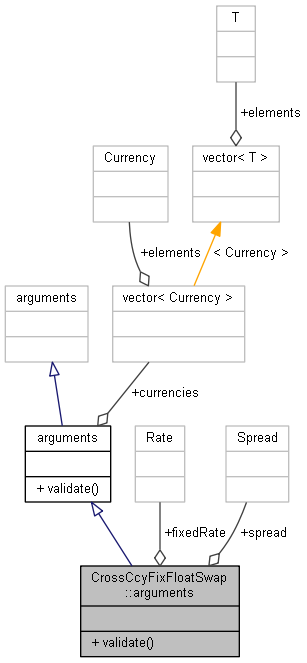 T
+elements
Currency
vector< T >
+elements
< Currency >
arguments
vector< Currency >
+currencies
arguments
Rate
Spread
+ validate()
+fixedRate
+spread
CrossCcyFixFloatSwap
::arguments
+ validate()